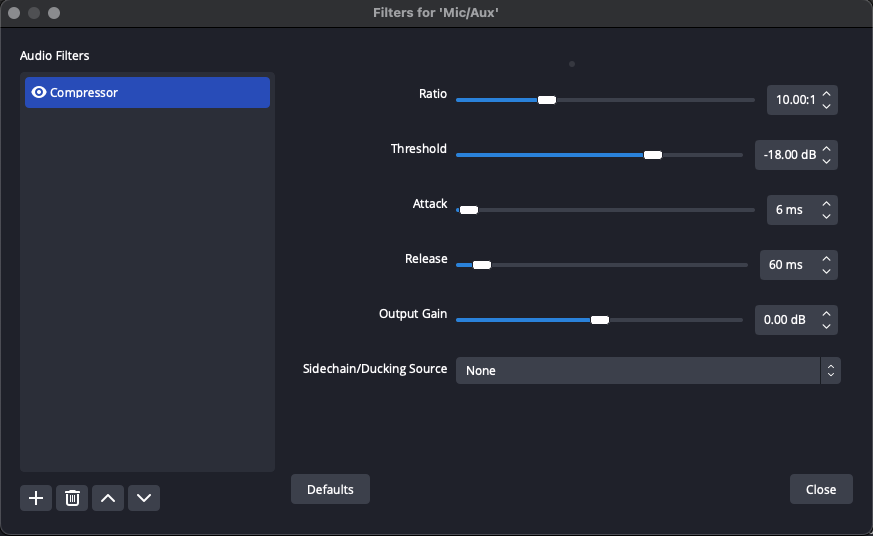 Filters for 'Mic/Aux'
Audio Filters
Compressor
Ratio
10.00:1
Threshold
-18.00 dB
Attack
6 ms
Release
60 ms
Output Gain
0.00 dB
Sidechain/Ducking Source
None
Defaults
Close